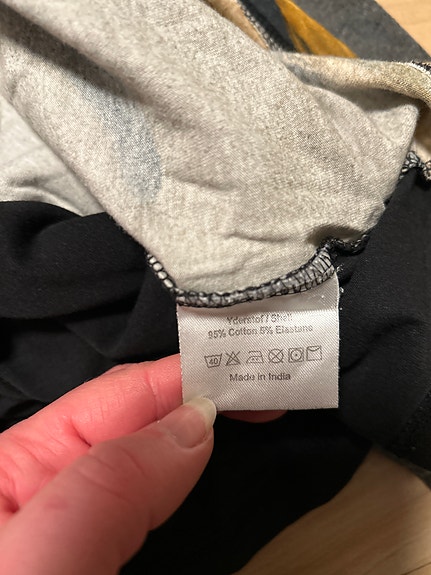 Yderstof / Shell
95% Cotton 5% Elastane
40
Made in India